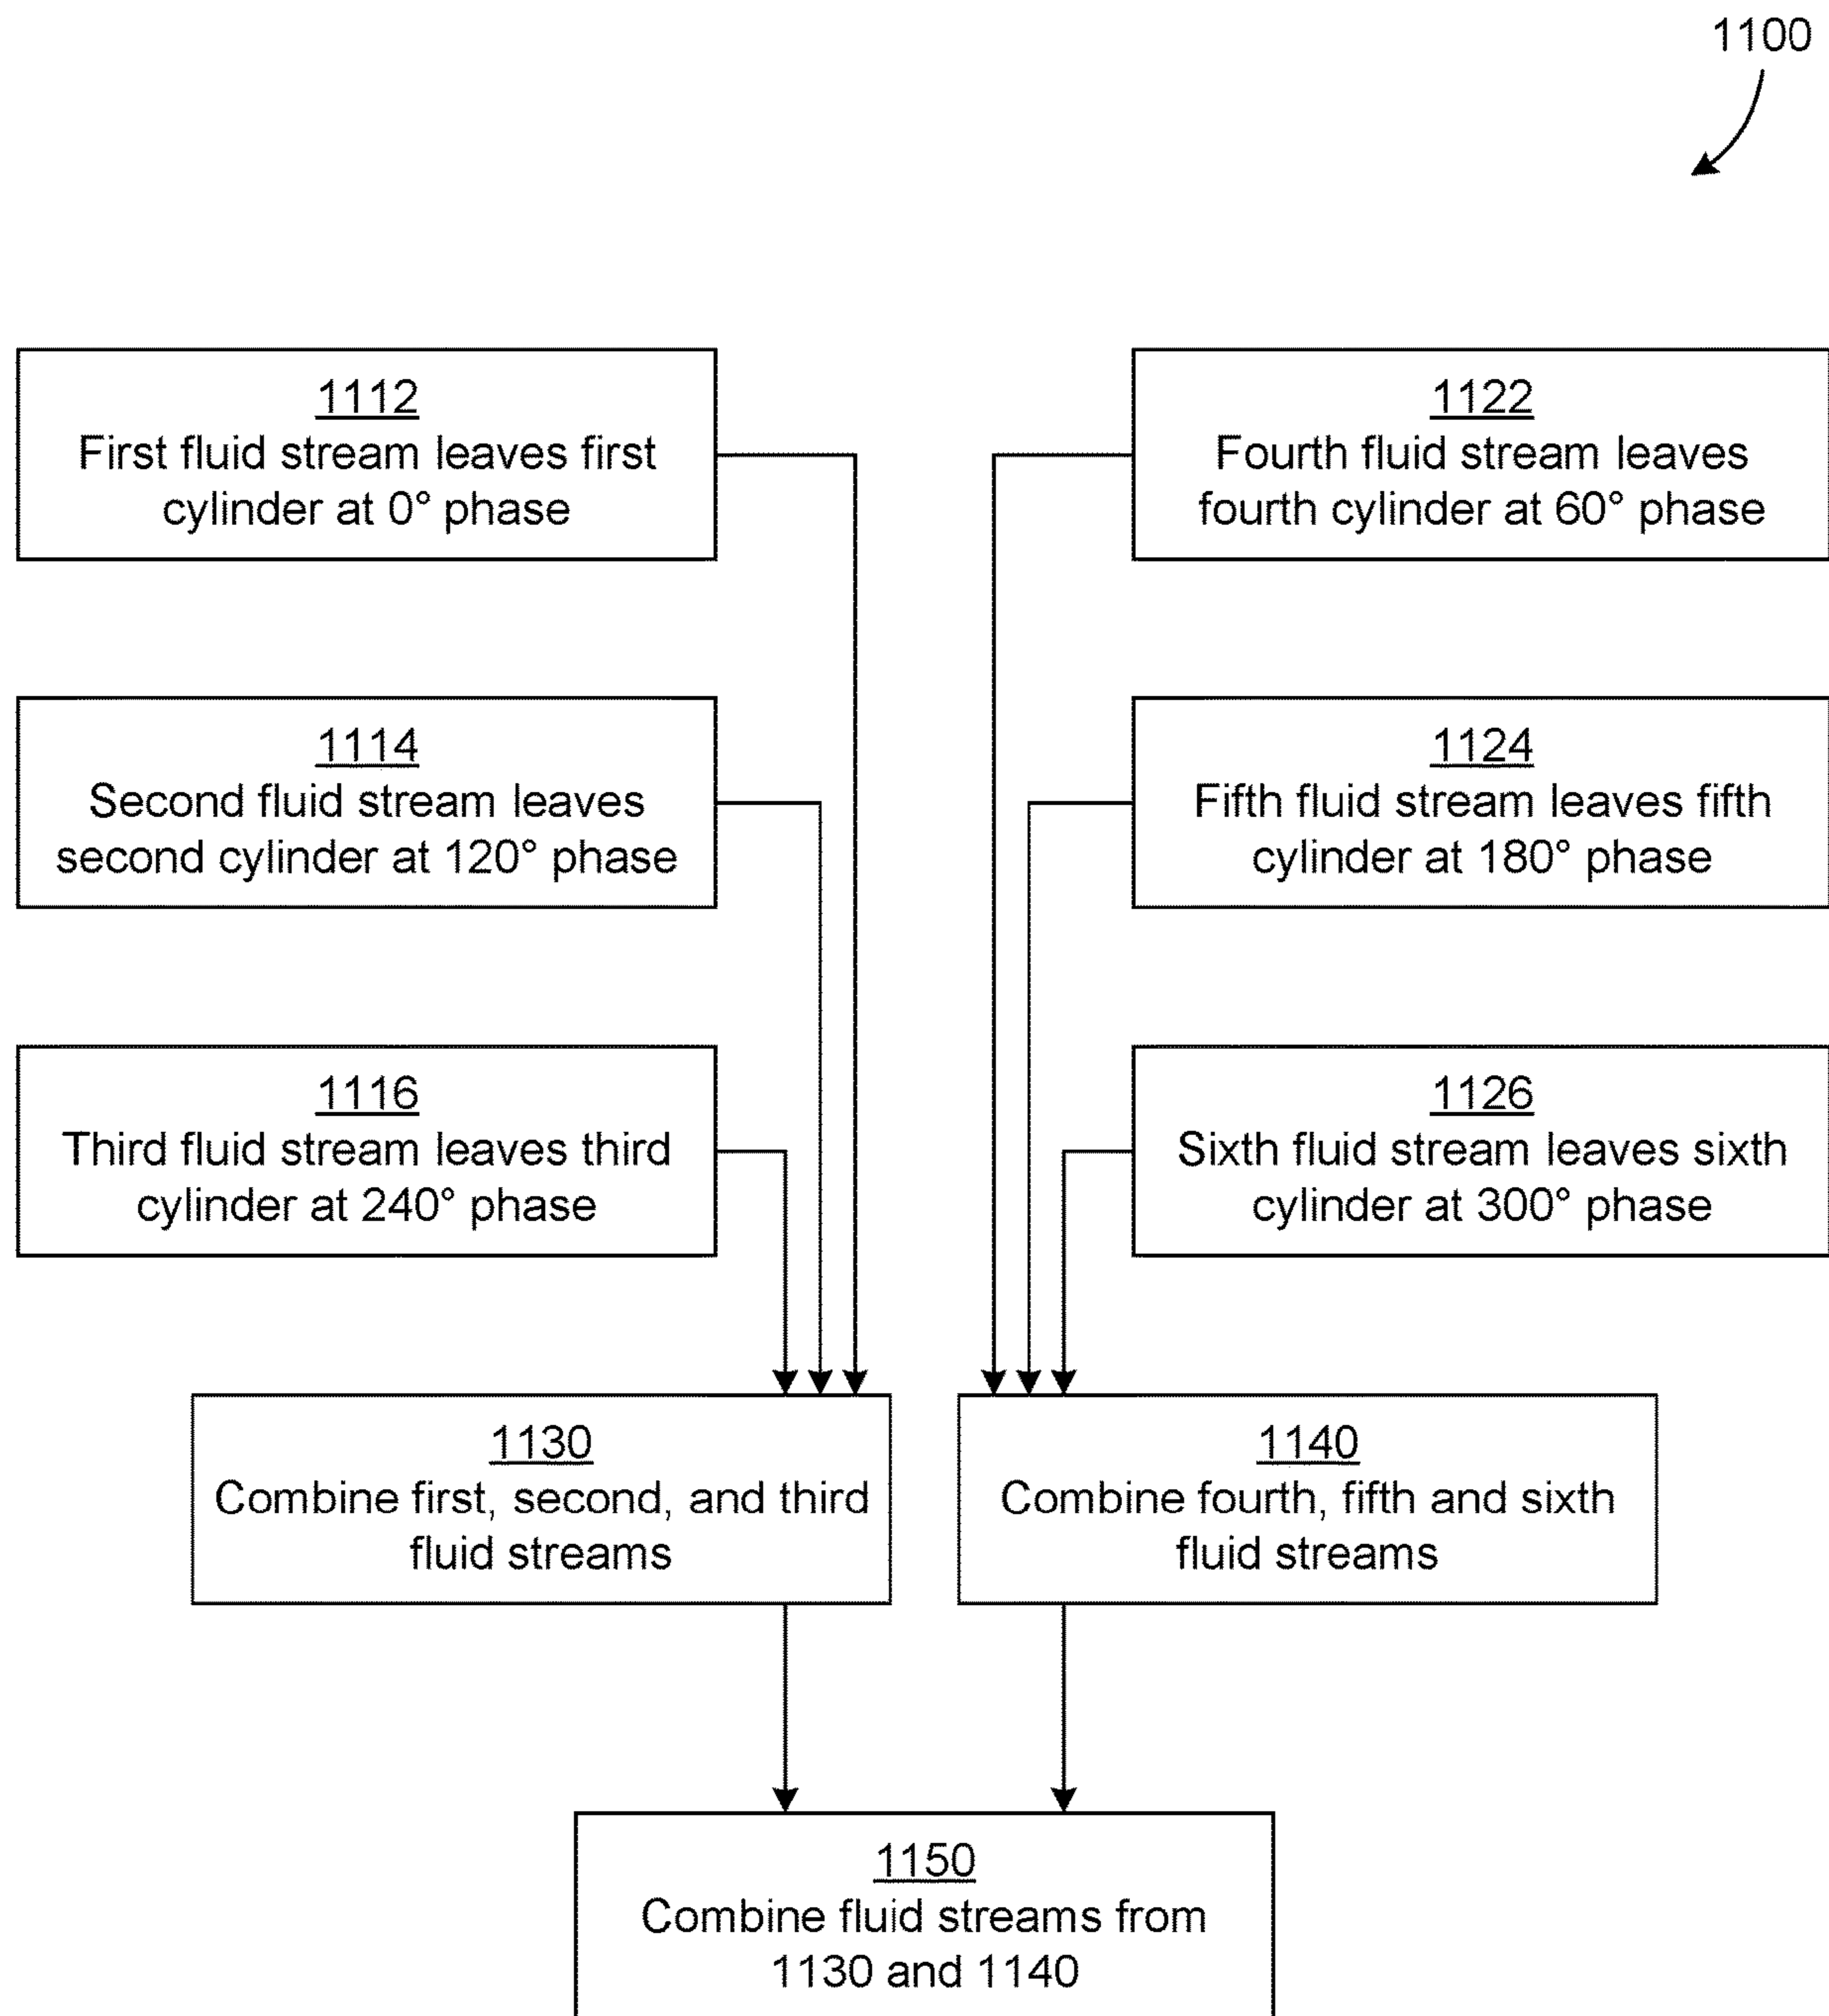 1100
1112
First fluid stream leaves first
cylinder at 0° phase
1122
Fourth fluid stream leaves
fourth cylinder at 60° phase
1114
Second fluid stream leaves
second cylinder at 120° phase
1124
Fifth fluid stream leaves fifth
cylinder at 180° phase
1116
Third fluid stream leaves third
cylinder at 240° phase
1126
Sixth fluid stream leaves sixth
cylinder at 300° phase
1130
Combine first, second, and third
fluid streams
1140
Combine fourth, fifth and sixth
fluid streams
1150
Combine fluid streams from
1130 and 1140